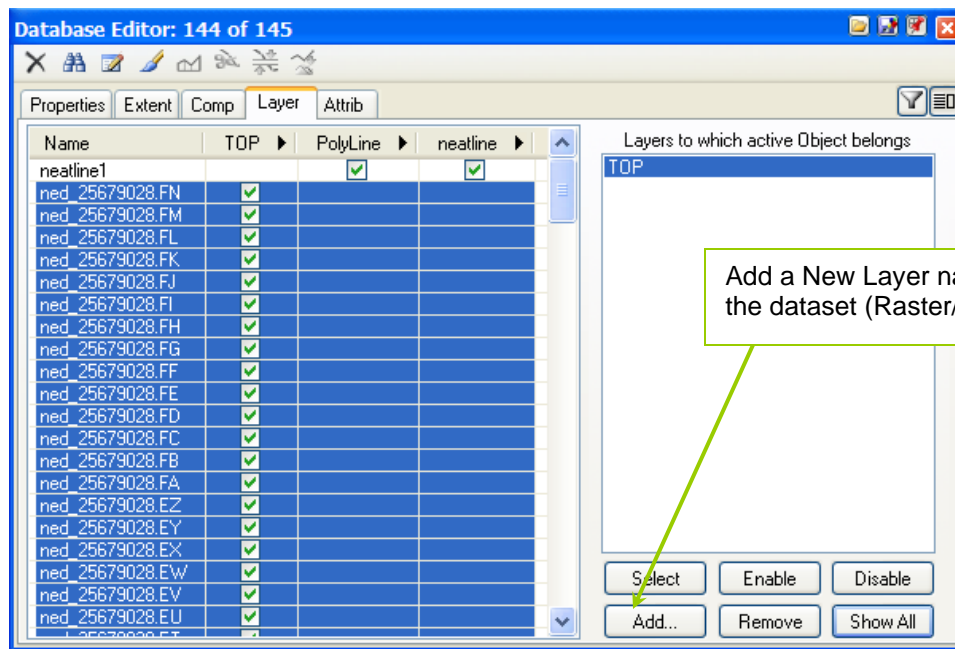 Database Editor: 144 of 145
Properties Extent Comp Layer Attrib
Name TOP PolyLine neatline
neatline1
ned_25679028.FN
ned_25679028.FM
ned_25679028.FL
ned_25679028.FK
ned_25679028.FJ
ned_25679028.FI
ned_25679028.FH
ned_25679028.FG
ned_25679028.FF
ned_25679028.FE
ned_25679028.FD
ned_25679028.FC
ned_25679028.FB
ned_25679028.FA
ned_25679028.EZ
ned_25679028.EY
ned_25679028.EX
ned_25679028.EW
ned_25679028.EV
ned_25679028.EU
Layers to which active Object belongs
TOP
Add a New Layer na
the dataset (Raster/
Select Enable Disable
Add... Remove Show All